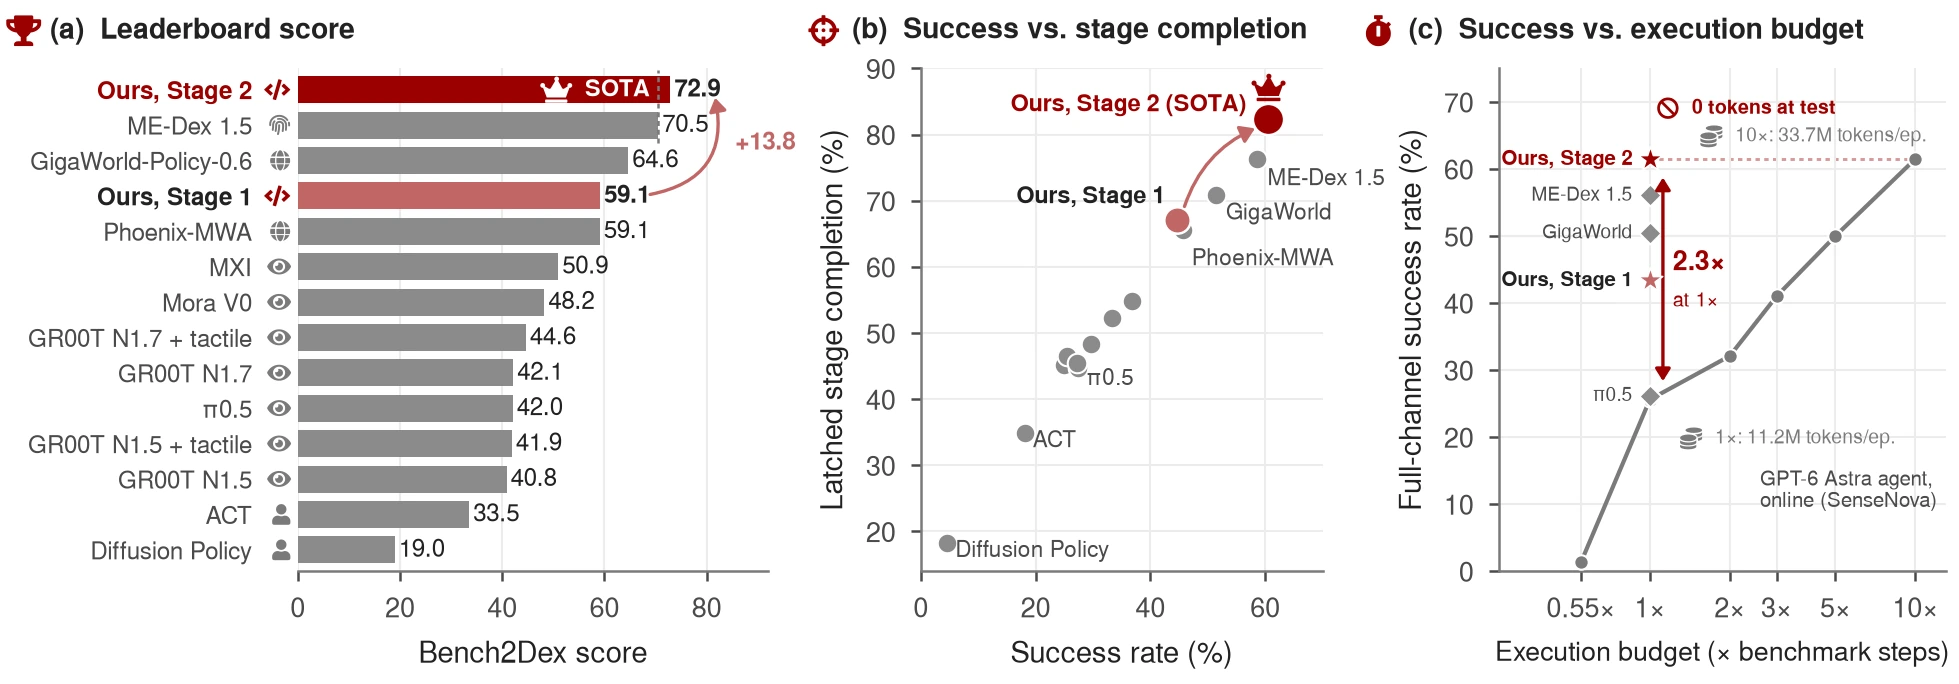 (a) Leaderboard score
Ours, Stage 2 </> SOTA 72.9
ME-Dex 1.5 70.5
+13.8
GigaWorld-Policy-0.6 64.6
Ours, Stage 1 </> 59.1
Phoenix-MWA 59.1
MXI 50.9
Mora V0 48.2
GR00T N1.7 + tactile 44.6
GR00T N1.7 42.1
π0.5 42.0
GR00T N1.5 + tactile 41.9
GR00T N1.5 40.8
ACT 33.5
Diffusion Policy 19.0
0 20 40 60 80
Bench2Dex score
(b) Success vs. stage completion
Latched stage completion (%)
90
80
70
60
50
40
30
20
Ours, Stage 2 (SOTA)
ME-Dex 1.5
Ours, Stage 1
GigaWorld
Phoenix-MWA
π0.5
ACT
Diffusion Policy
0 20 40 60
Success rate (%)
(c) Success vs. execution budget
Full-channel success rate (%)
70
60
50
40
30
20
10
0
0 tokens at test
10×: 33.7M tokens/ep.
Ours, Stage 2
ME-Dex 1.5
GigaWorld
2.3×
Ours, Stage 1
at 1×
π0.5
1×: 11.2M tokens/ep.
GPT-6 Astra agent,
online (SenseNova)
0.55× 1× 2× 3× 5× 10×
Execution budget (× benchmark steps)